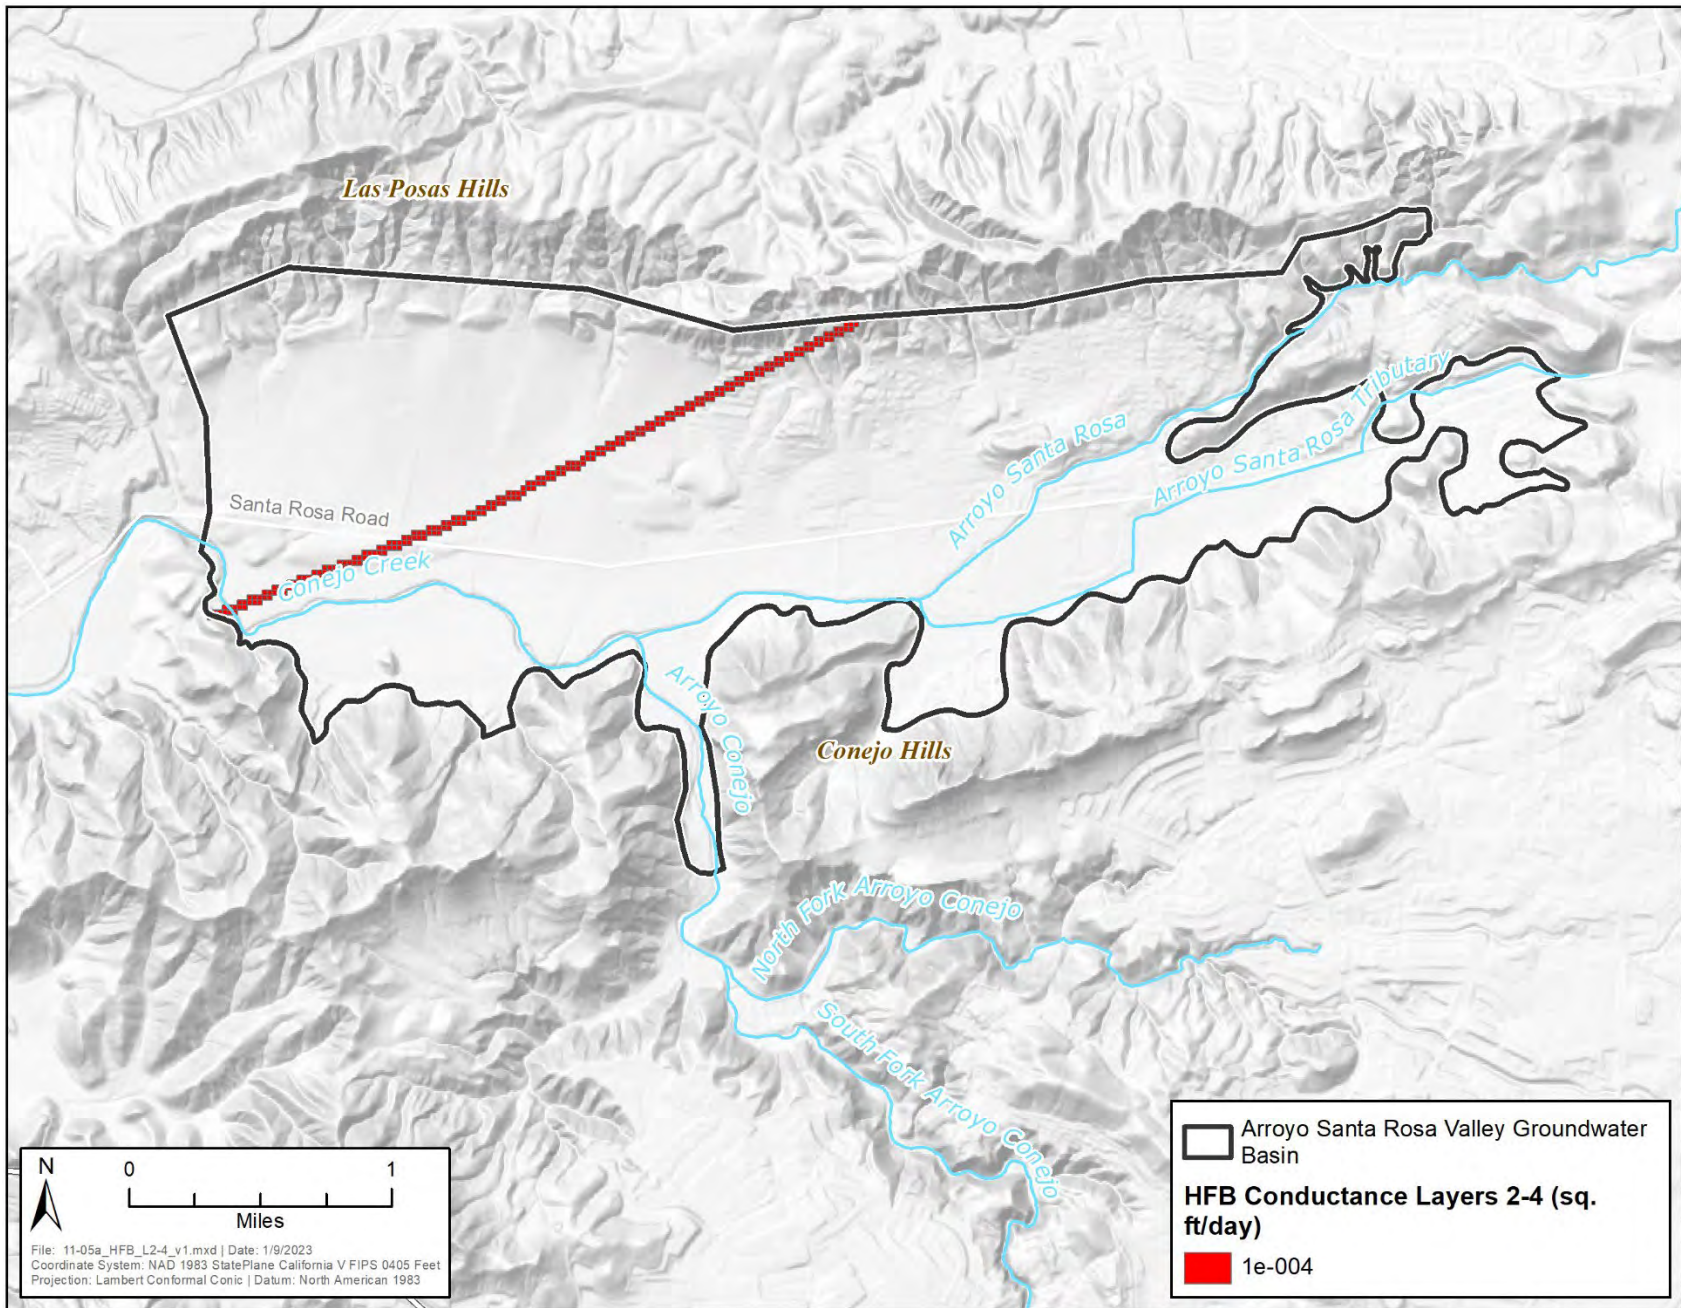 Las Posas Hills
Santa Rosa Road
Conejo Creek
Arroyo Santa Rosa
Arroyo Santa Rosa Tributary
Arroyo Conejo
Conejo Hills
North Fork Arroyo Conejo
South Fork Arroyo Conejo
N
0 1
Miles
File: 11-05a_HFB_L2-4_v1.mxd | Date: 1/9/2023
Coordinate System: NAD 1983 StatePlane California V FIPS 0405 Feet
Projection: Lambert Conformal Conic | Datum: North American 1983
Arroyo Santa Rosa Valley Groundwater
Basin
HFB Conductance Layers 2-4 (sq.
ft/day)
1e-004